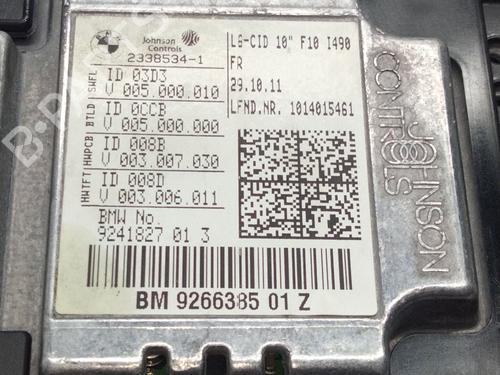 Johnson Controls
2338534-1
SWFL ID 03D3
V 005.000.010
BTLD ID 0CCB
V 005.000.000
HWPCB ID 008B
V 003.007.030
HWTFT ID 008D
V 003.006.011
BMW No.
9241827 01 3
L6-CID 10" F10 I490
FR
29.10.11
LFND.NR. 1014015461
BM 9266385 01 Z
JOHNSON
CONTROLS
B-P